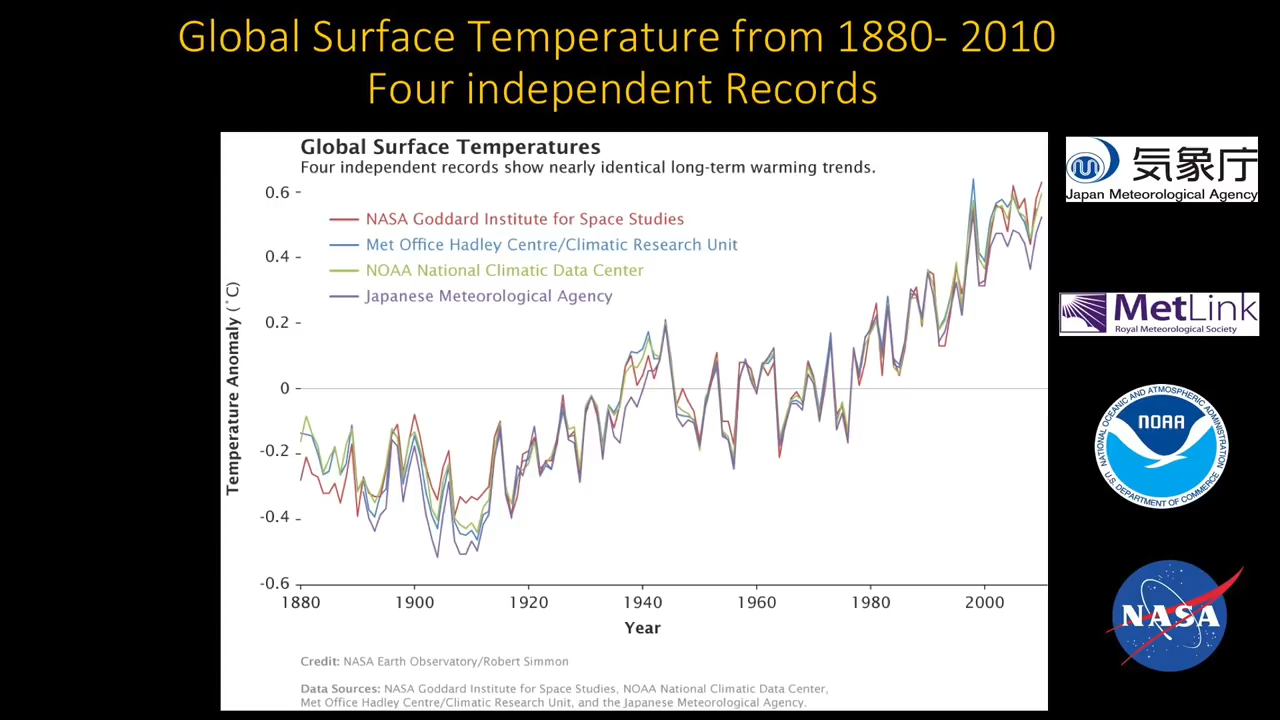 Global Surface Temperature from 1880- 2010
Four independent Records
Global Surface Temperatures
Four independent records show nearly identical long-term warming trends.
0.6
0.4
0.2
0
-0.2
-0.4
-0.6
Temperature Anomaly (°C)
NASA Goddard Institute for Space Studies
Met Office Hadley Centre/Climatic Research Unit
NOAA National Climatic Data Center
Japanese Meteorological Agency
1880 1900 1920 1940 1960 1980 2000
Year
Credit: NASA Earth Observatory/Robert Simmon
Data Sources: NASA Goddard Institute for Space Studies, NOAA National Climatic Data Center,
Met Office Hadley Centre/Climatic Research Unit, and the Japanese Meteorological Agency.
気象庁
Japan Meteorological Agency
MetLink
Royal Meteorological Society
NATIONAL OCEANIC AND ATMOSPHERIC ADMINISTRATION
NOAA
U.S. DEPARTMENT OF COMMERCE
NASA